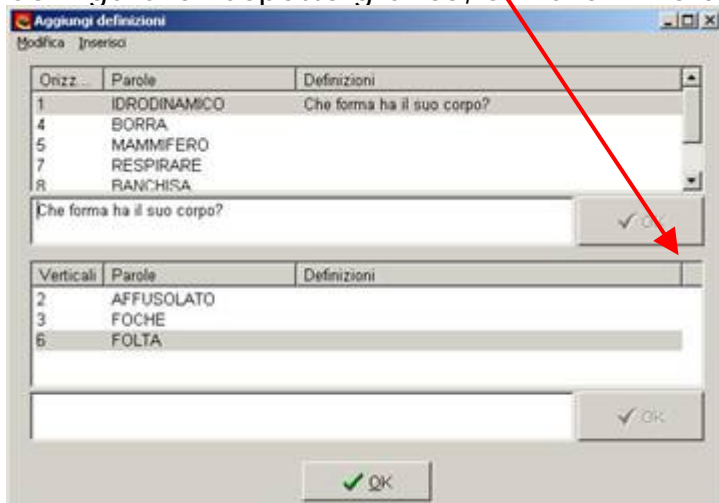 Aggiungi definizioni
Modifica Inserisci
Orizz... Parole Definizioni
1 IDRODINAMICO Che forma ha il suo corpo?
4 BORRA
5 MAMMIFERO
7 RESPIRARE
8 BANCHISA
Che forma ha il suo corpo?
OK
Verticali Parole Definizioni
2 AFFUSOLATO
3 FOCHE
6 FOLTA
OK
OK